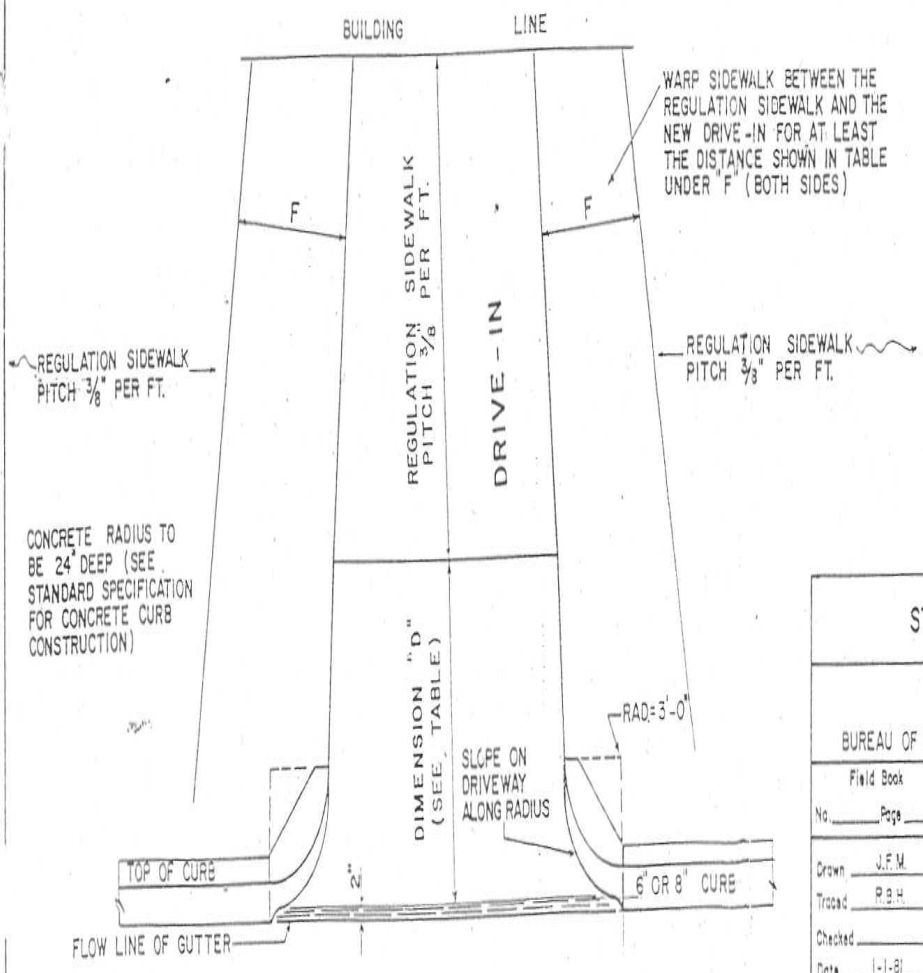 BUILDING LINE
WARP SIDEWALK BETWEEN THE
REGULATION SIDEWALK AND THE
NEW DRIVE-IN FOR AT LEAST
THE DISTANCE SHOWN IN TABLE
UNDER "F" (BOTH SIDES)
F
F
REGULATION SIDEWALK
PITCH 3/8" PER FT.
DRIVE-IN
REGULATION SIDEWALK
PITCH 3/8" PER FT.
REGULATION SIDEWALK
PITCH 3/8" PER FT.
CONCRETE RADIUS TO
BE 24" DEEP (SEE
STANDARD SPECIFICATION
FOR CONCRETE CURB
CONSTRUCTION)
DIMENSION "D"
(SEE TABLE)
RAD=3'-0"
SLOPE ON
DRIVEWAY
ALONG RADIUS
TOP OF CURB
2"
6" OR 8" CURB
FLOW LINE OF GUTTER
ST
BUREAU OF
Field Book
No. Page
Drawn J.F.M.
Traced R.B.H.
Checked
Date 1-1-81